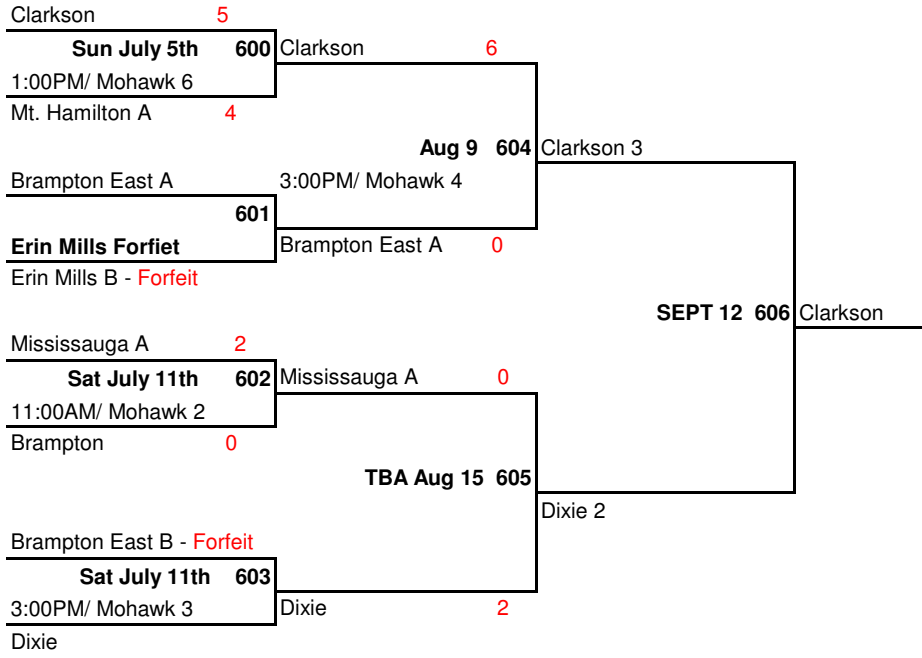 Clarkson 5
Sun July 5th 600 Clarkson 6
1:00PM/ Mohawk 6
Mt. Hamilton A 4
Aug 9 604 Clarkson 3
Brampton East A 3:00PM/ Mohawk 4
601
Erin Mills Forfiet Brampton East A 0
Erin Mills B - Forfeit
SEPT 12 606 Clarkson
Mississauga A 2
Sat July 11th 602 Mississauga A 0
11:00AM/ Mohawk 2
Brampton 0
TBA Aug 15 605
Dixie 2
Brampton East B - Forfeit
Sat July 11th 603
3:00PM/ Mohawk 3 Dixie 2
Dixie